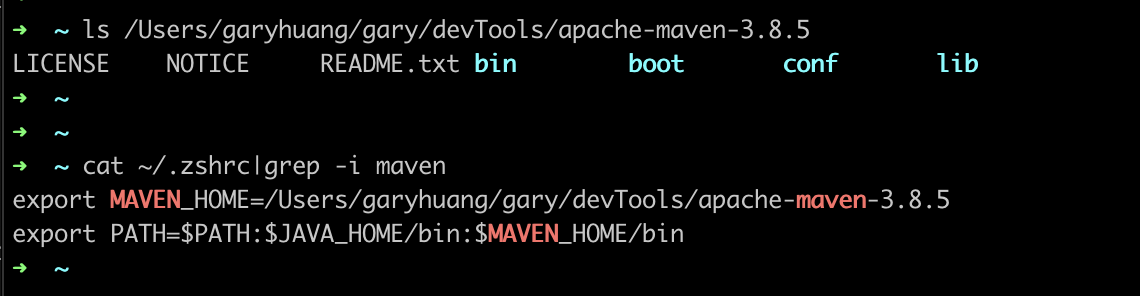 ➜  ~ ls /Users/garyhuang/gary/devTools/apache-maven-3.8.5
LICENSE    NOTICE     README.txt bin        boot       conf       lib
➜  ~
➜  ~
➜  ~ cat ~/.zshrc|grep -i maven
export MAVEN_HOME=/Users/garyhuang/gary/devTools/apache-maven-3.8.5
export PATH=$PATH:$JAVA_HOME/bin:$MAVEN_HOME/bin
➜  ~